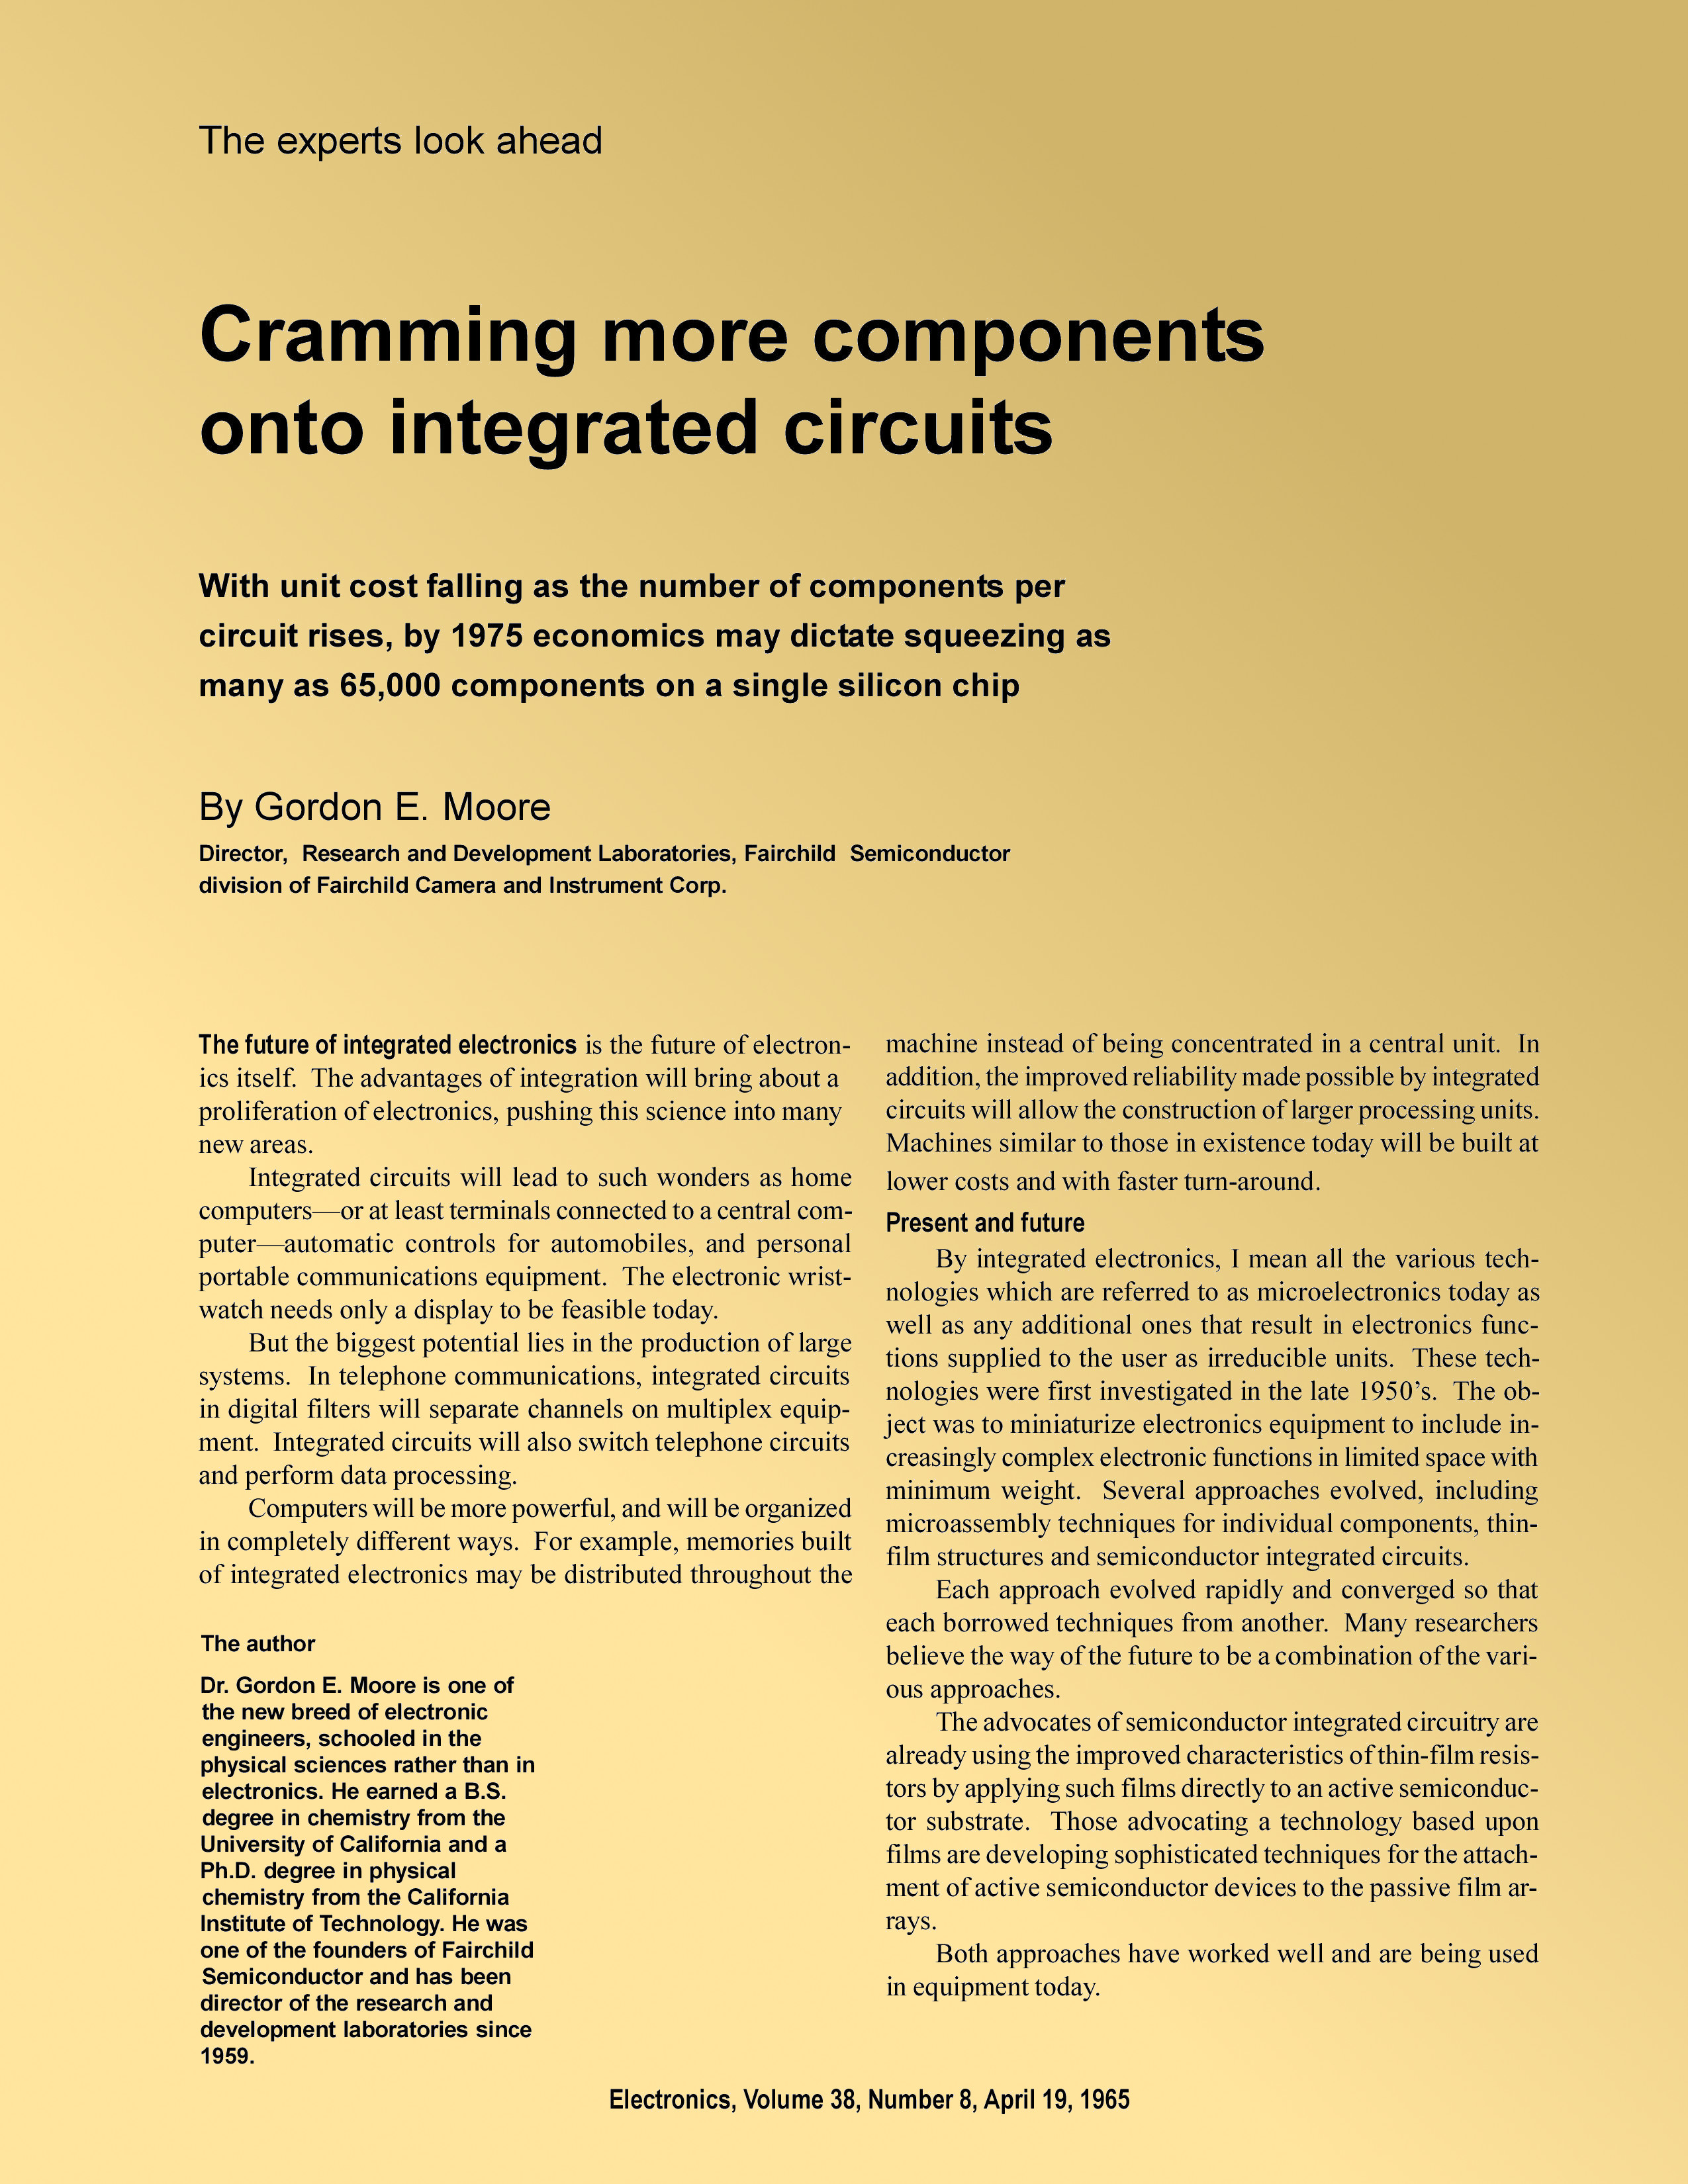 The experts look ahead
Cramming more components
onto integrated circuits
With unit cost falling as the number of components per
circuit rises, by 1975 economics may dictate squeezing as
many as 65,000 components on a single silicon chip
By Gordon E. Moore
Director,  Research and Development Laboratories, Fairchild  Semiconductor
division of Fairchild Camera and Instrument Corp.
The future of integrated electronics is the future of electron-
ics itself.  The advantages of integration will bring about a
proliferation of electronics, pushing this science into many
new areas.
Integrated circuits will lead to such wonders as home
computers—or at least terminals connected to a central com-
puter—automatic controls for automobiles, and personal
portable communications equipment.  The electronic wrist-
watch needs only a display to be feasible today.
But the biggest potential lies in the production of large
systems.  In telephone communications, integrated circuits
in digital filters will separate channels on multiplex equip-
ment.  Integrated circuits will also switch telephone circuits
and perform data processing.
Computers will be more powerful, and will be organized
in completely different ways.  For example, memories built
of integrated electronics may be distributed throughout the
The author
Dr. Gordon E. Moore is one of
the new breed of electronic
engineers, schooled in the
physical sciences rather than in
electronics. He earned a B.S.
degree in chemistry from the
University of California and a
Ph.D. degree in physical
chemistry from the California
Institute of Technology. He was
one of the founders of Fairchild
Semiconductor and has been
director of the research and
development laboratories since
1959.
machine instead of being concentrated in a central unit.  In
addition, the improved reliability made possible by integrated
circuits will allow the construction of larger processing units.
Machines similar to those in existence today will be built at
lower costs and with faster turn-around.
Present and future
By integrated electronics, I mean all the various tech-
nologies which are referred to as microelectronics today as
well as any additional ones that result in electronics func-
tions supplied to the user as irreducible units.  These tech-
nologies were first investigated in the late 1950’s.  The ob-
ject was to miniaturize electronics equipment to include in-
creasingly complex electronic functions in limited space with
minimum weight.  Several approaches evolved, including
microassembly techniques for individual components, thin-
film structures and semiconductor integrated circuits.
Each approach evolved rapidly and converged so that
each borrowed techniques from another.  Many researchers
believe the way of the future to be a combination of the vari-
ous approaches.
The advocates of semiconductor integrated circuitry are
already using the improved characteristics of thin-film resis-
tors by applying such films directly to an active semiconduc-
tor substrate.  Those advocating a technology based upon
films are developing sophisticated techniques for the attach-
ment of active semiconductor devices to the passive film ar-
rays.
Both approaches have worked well and are being used
in equipment today.
Electronics, Volume 38, Number 8, April 19, 1965